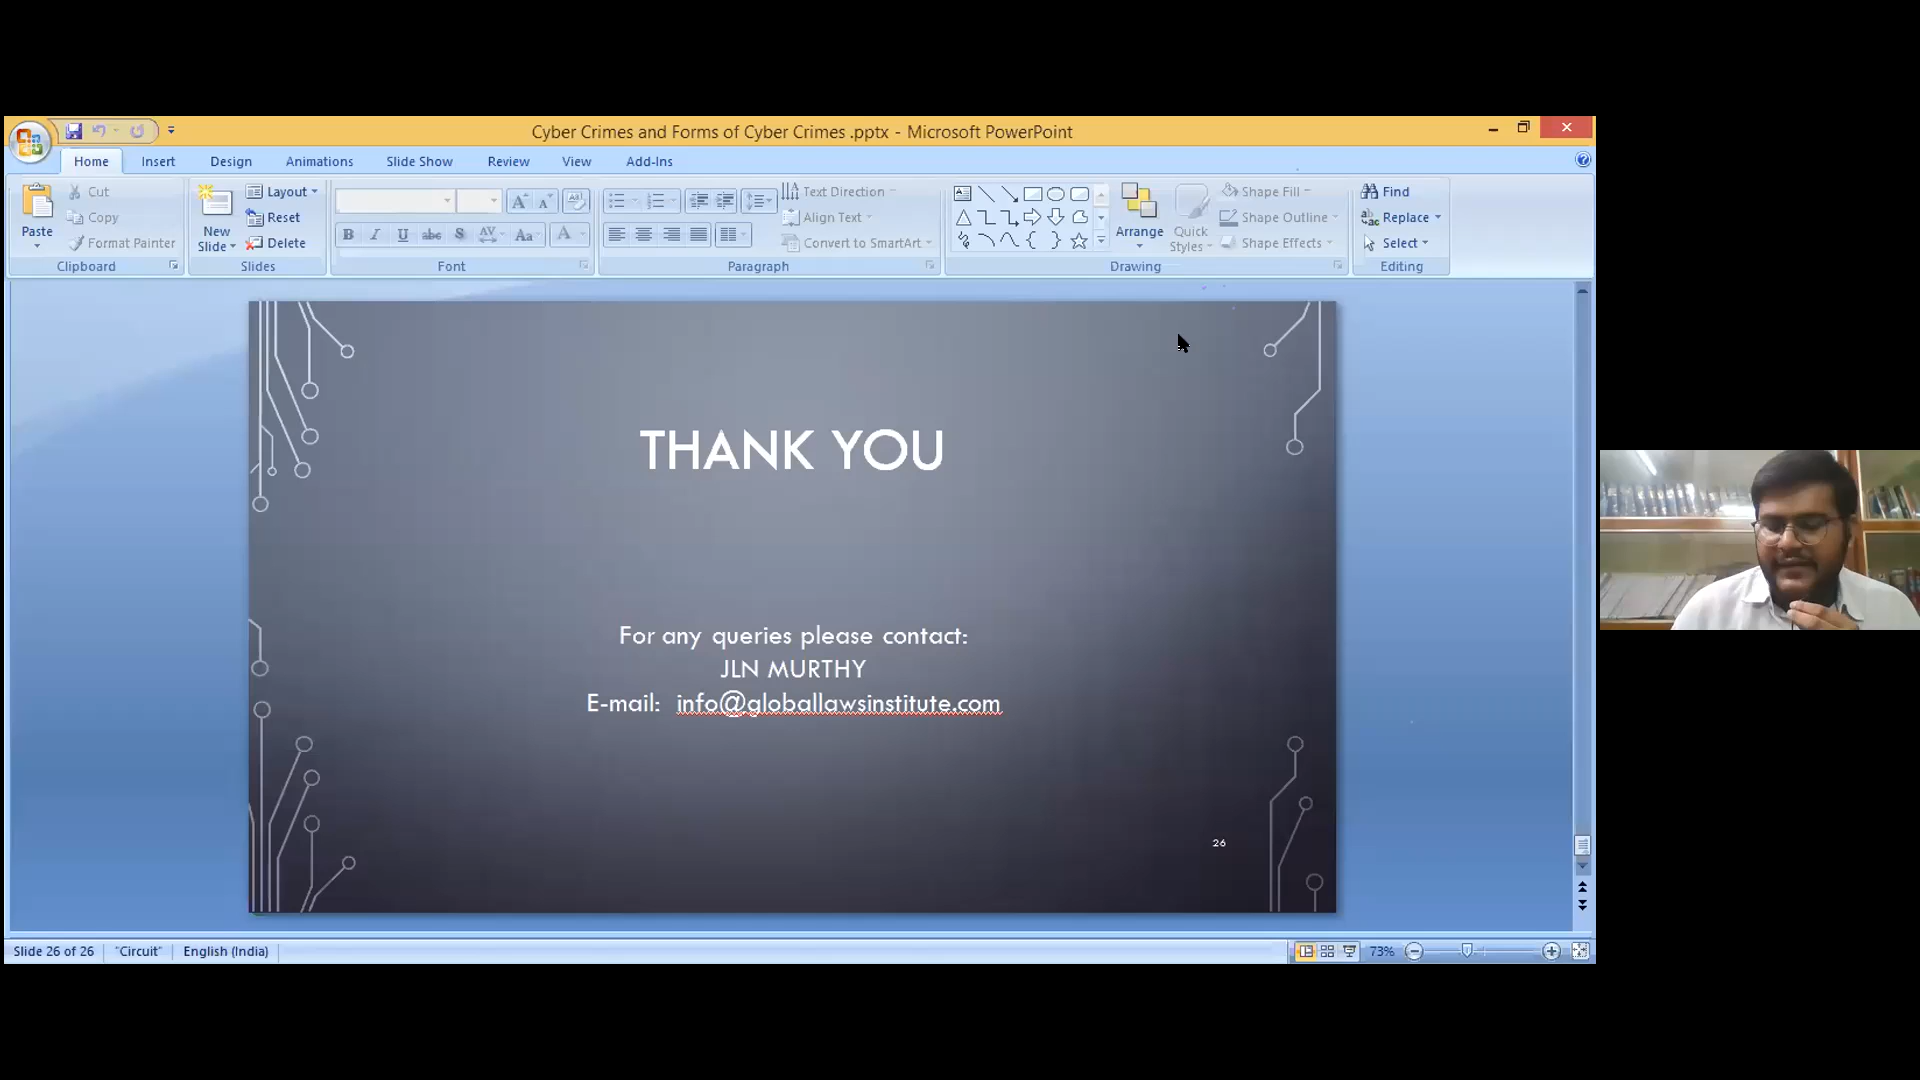 Cyber Crimes and Forms of Cyber Crimes .pptx - Microsoft PowerPoint
Home Insert Design Animations Slide Show Review View Add-Ins
Paste
Cut
Copy
Format Painter
Clipboard
New Slide
Layout
Reset
Delete
Slides
Font
Text Direction
Align Text
Convert to SmartArt
Paragraph
Arrange
Quick Styles
Shape Fill
Shape Outline
Shape Effects
Drawing
Find
Replace
Select
Editing
THANK YOU
For any queries please contact:
JLN MURTHY
E-mail: info@globallawsinstitute.com
26
Slide 26 of 26 "Circuit" English (India) 73%